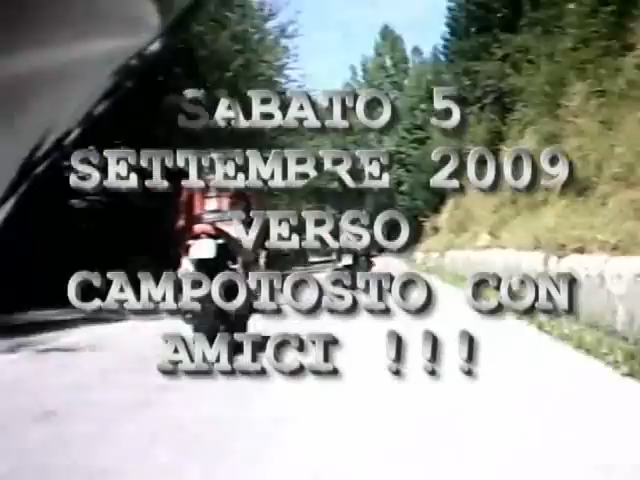 SABATO 5
SETTEMBRE 2009
VERSO
CAMPOTOSTO CON
AMICI !!!